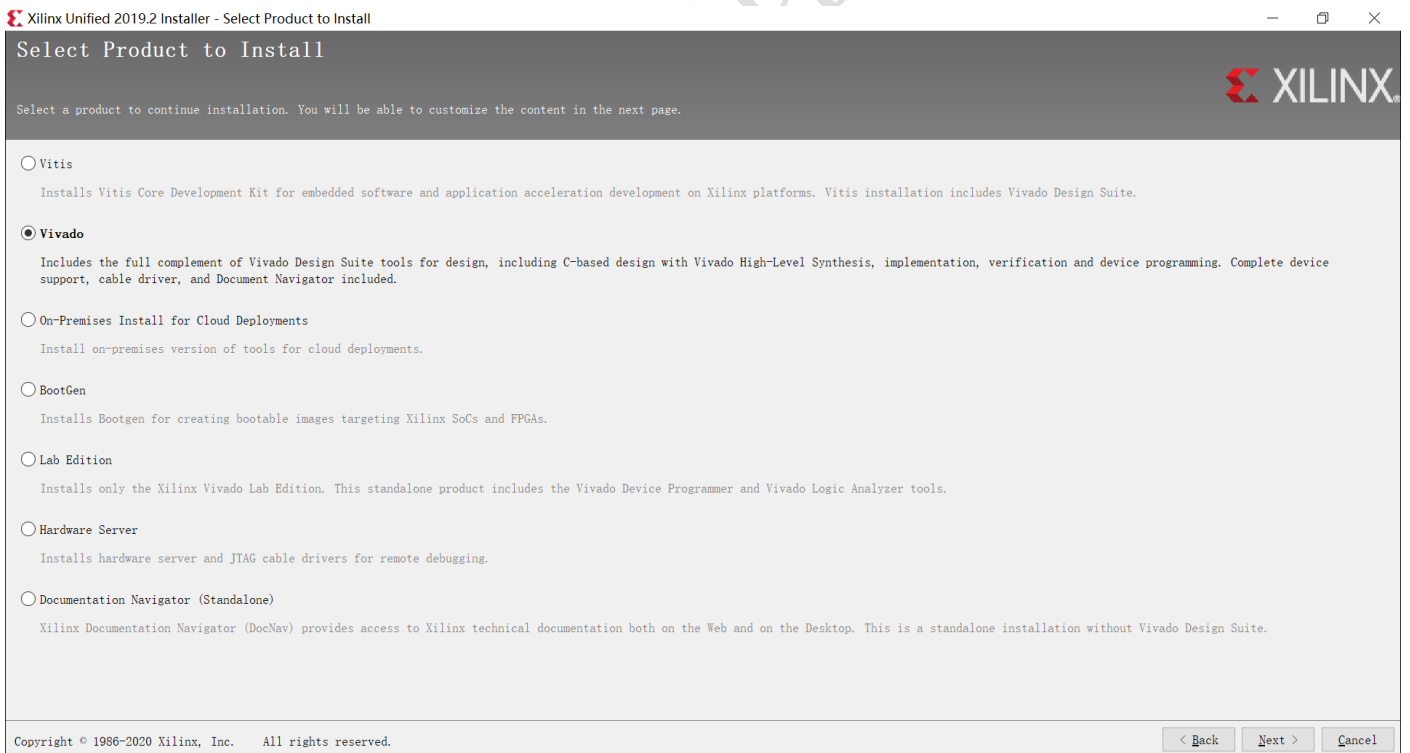 Xilinx Unified 2019.2 Installer - Select Product to Install
Select Product to Install
XILINX.
Select a product to continue installation. You will be able to customize the content in the next page.
Vitis
Installs Vitis Core Development Kit for embedded software and application acceleration development on Xilinx platforms. Vitis installation includes Vivado Design Suite.
Vivado
Includes the full complement of Vivado Design Suite tools for design, including C-based design with Vivado High-Level Synthesis, implementation, verification and device programming. Complete device
support, cable driver, and Document Navigator included.
On-Premises Install for Cloud Deployments
Install on-premises version of tools for cloud deployments.
BootGen
Installs Bootgen for creating bootable images targeting Xilinx SoCs and FPGAs.
Lab Edition
Installs only the Xilinx Vivado Lab Edition. This standalone product includes the Vivado Device Programmer and Vivado Logic Analyzer tools.
Hardware Server
Installs hardware server and JTAG cable drivers for remote debugging.
Documentation Navigator (Standalone)
Xilinx Documentation Navigator (DocNav) provides access to Xilinx technical documentation both on the Web and on the Desktop. This is a standalone installation without Vivado Design Suite.
Copyright © 1986-2020 Xilinx, Inc. All rights reserved.
< Back Next > Cancel